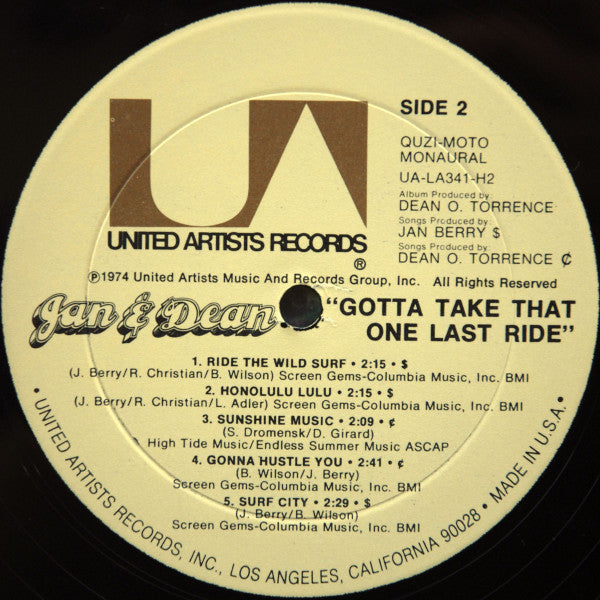 UA
SIDE 2
QUZI-MOTO
MONAURAL
UA-LA341-H2
Album Produced by:
DEAN O. TORRENCE
Songs Produced by:
JAN BERRY $
Songs Produced by:
DEAN O. TORRENCE ¢
UNITED ARTISTS RECORDS
®
℗1974 United Artists Music And Records Group, Inc. All Rights Reserved
Jan & Dean
"GOTTA TAKE THAT
ONE LAST RIDE"
1. RIDE THE WILD SURF • 2:15 • $
(J. Berry/R. Christian/B. Wilson) Screen Gems-Columbia Music, Inc. BMI
2. HONOLULU LULU • 2:15 • $
(J. Berry/R. Christian/L. Adler) Screen Gems-Columbia Music, Inc. BMI
3. SUNSHINE MUSIC • 2:09 • ¢
(S. Dromensk/D. Girard)
High Tide Music/Endless Summer Music ASCAP
4. GONNA HUSTLE YOU • 2:41 • ¢
(B. Wilson/J. Berry)
Screen Gems-Columbia Music, Inc. BMI
5. SURF CITY • 2:29 • $
(J. Berry/B. Wilson)
Screen Gems-Columbia Music, Inc. BMI
• UNITED ARTISTS RECORDS, INC., LOS ANGELES, CALIFORNIA 90028 • MADE IN U.S.A. •